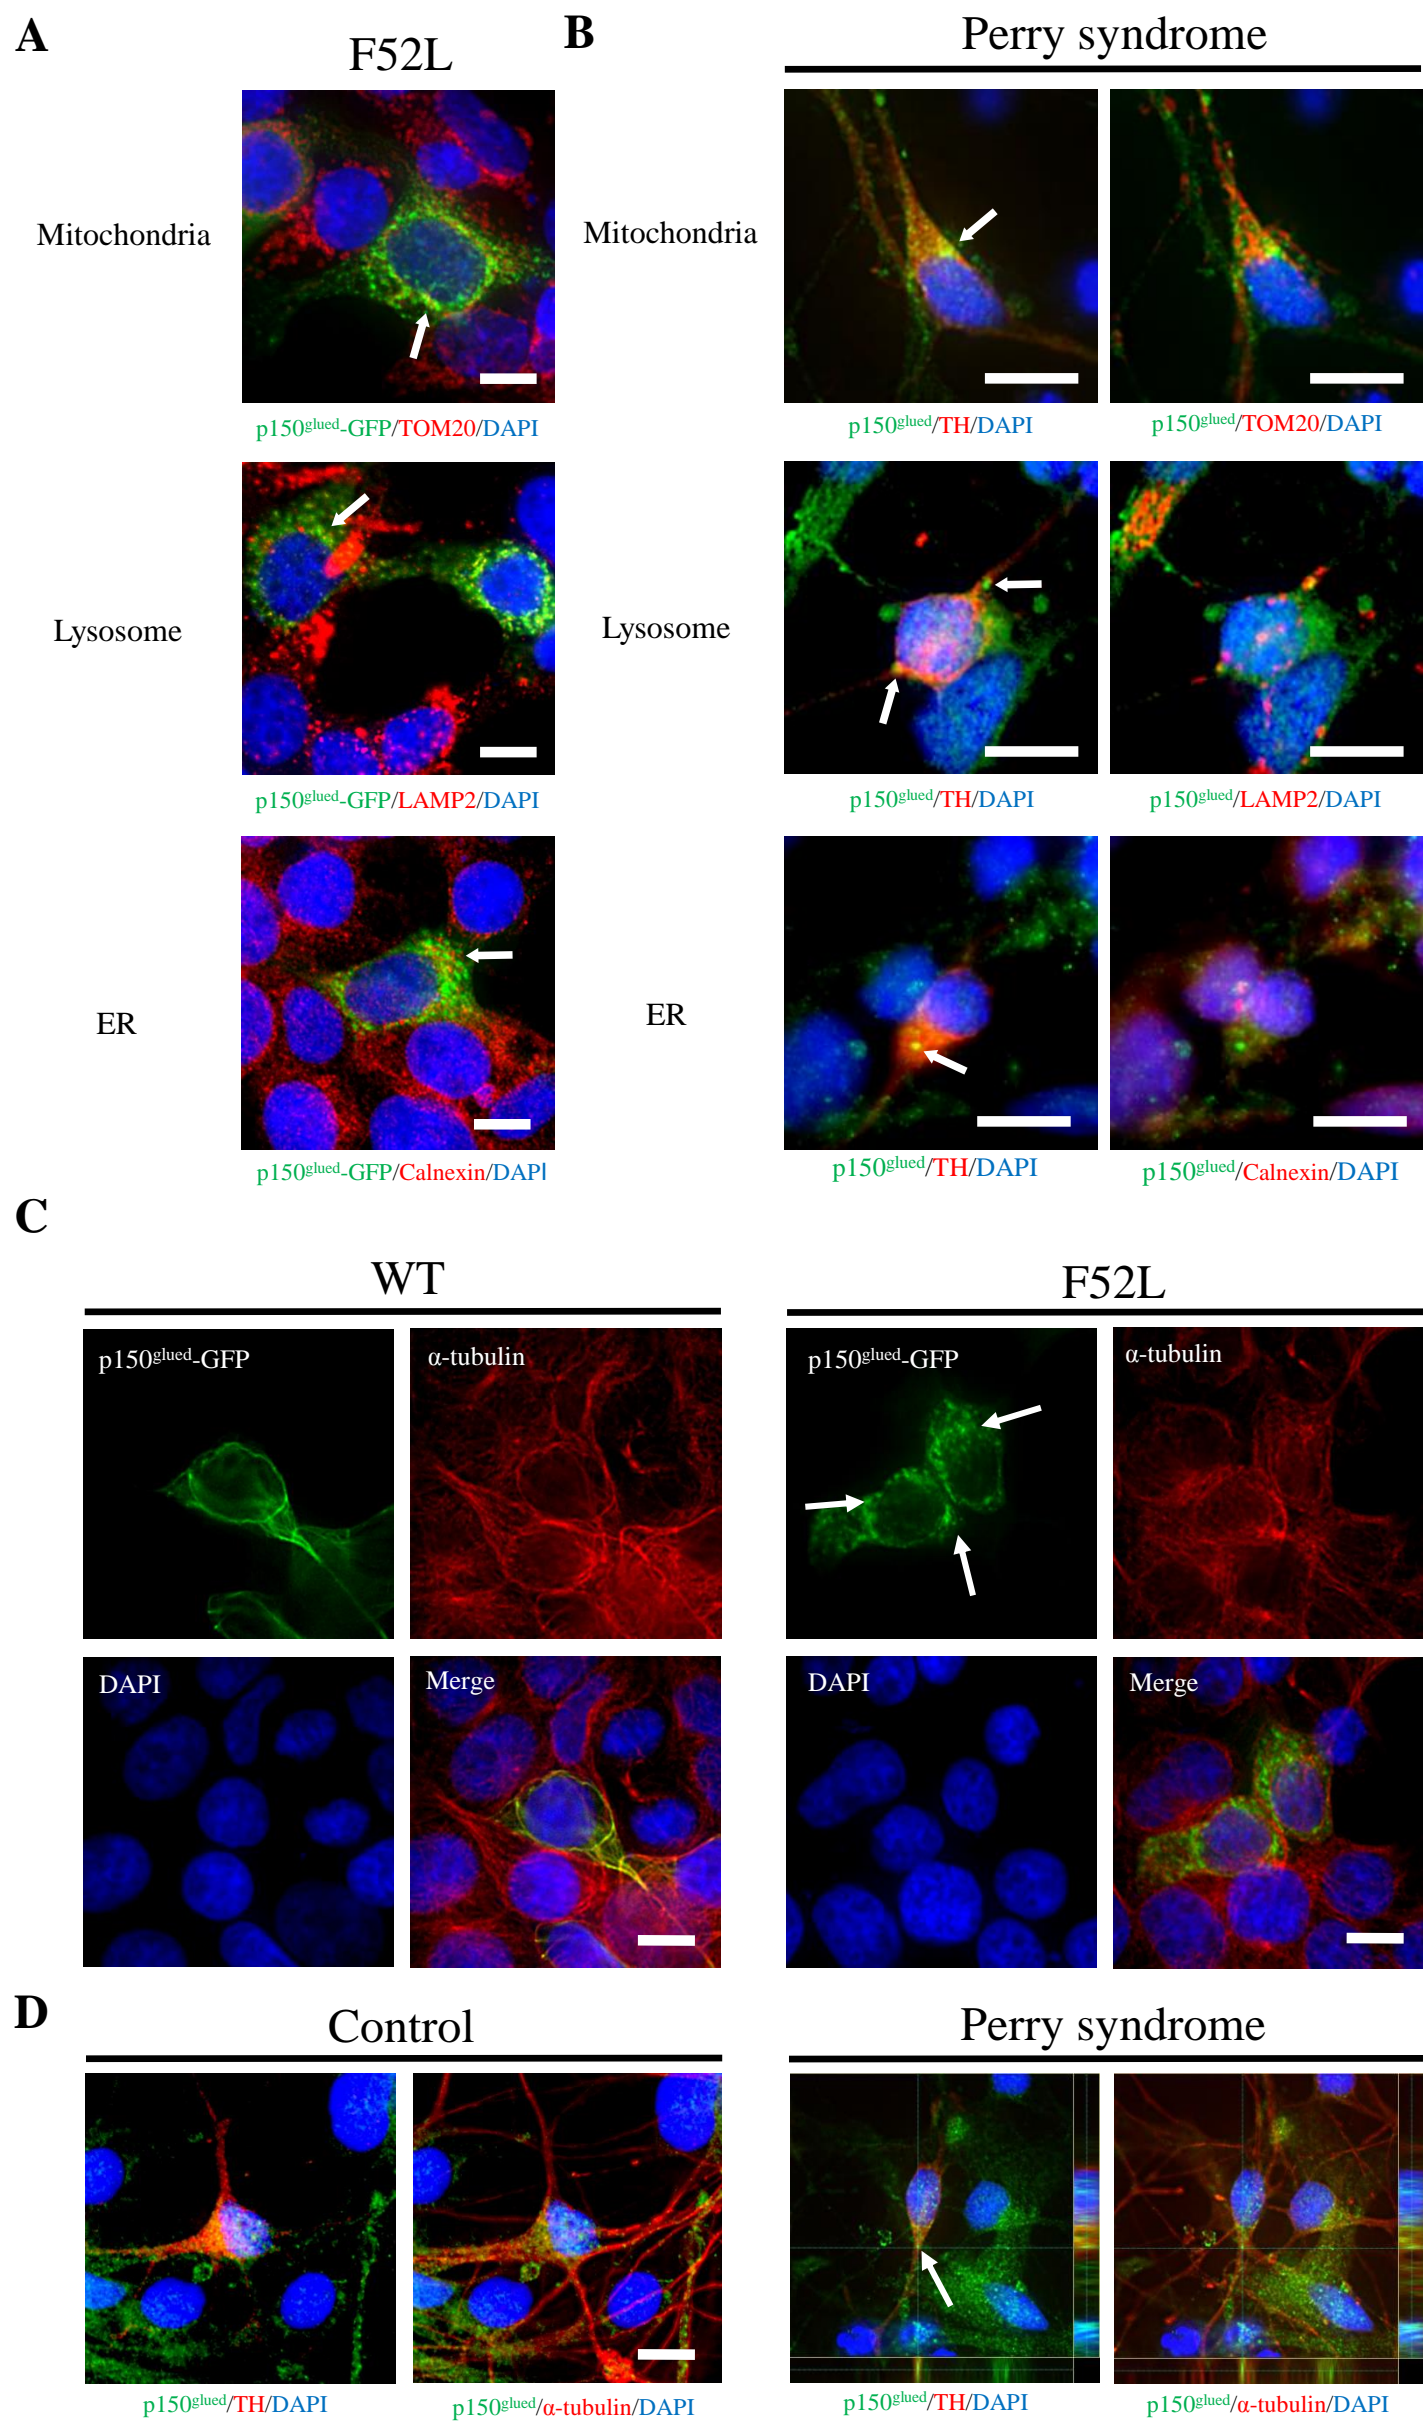 A
F52L
B
Perry syndrome
Mitochondria
Mitochondria
p150glued-GFP/TOM20/DAPI
p150glued/TH/DAPI
p150glued/TOM20/DAPI
Lysosome
Lysosome
p150glued-GFP/LAMP2/DAPI
p150glued/TH/DAPI
p150glued/LAMP2/DAPI
ER
ER
p150glued-GFP/Calnexin/DAPI
p150glued/TH/DAPI
p150glued/Calnexin/DAPI
C
WT
F52L
p150glued-GFP
α-tubulin
p150glued-GFP
α-tubulin
DAPI
Merge
DAPI
Merge
D
Control
Perry syndrome
p150glued/TH/DAPI
p150glued/α-tubulin/DAPI
p150glued/TH/DAPI
p150glued/α-tubulin/DAPI